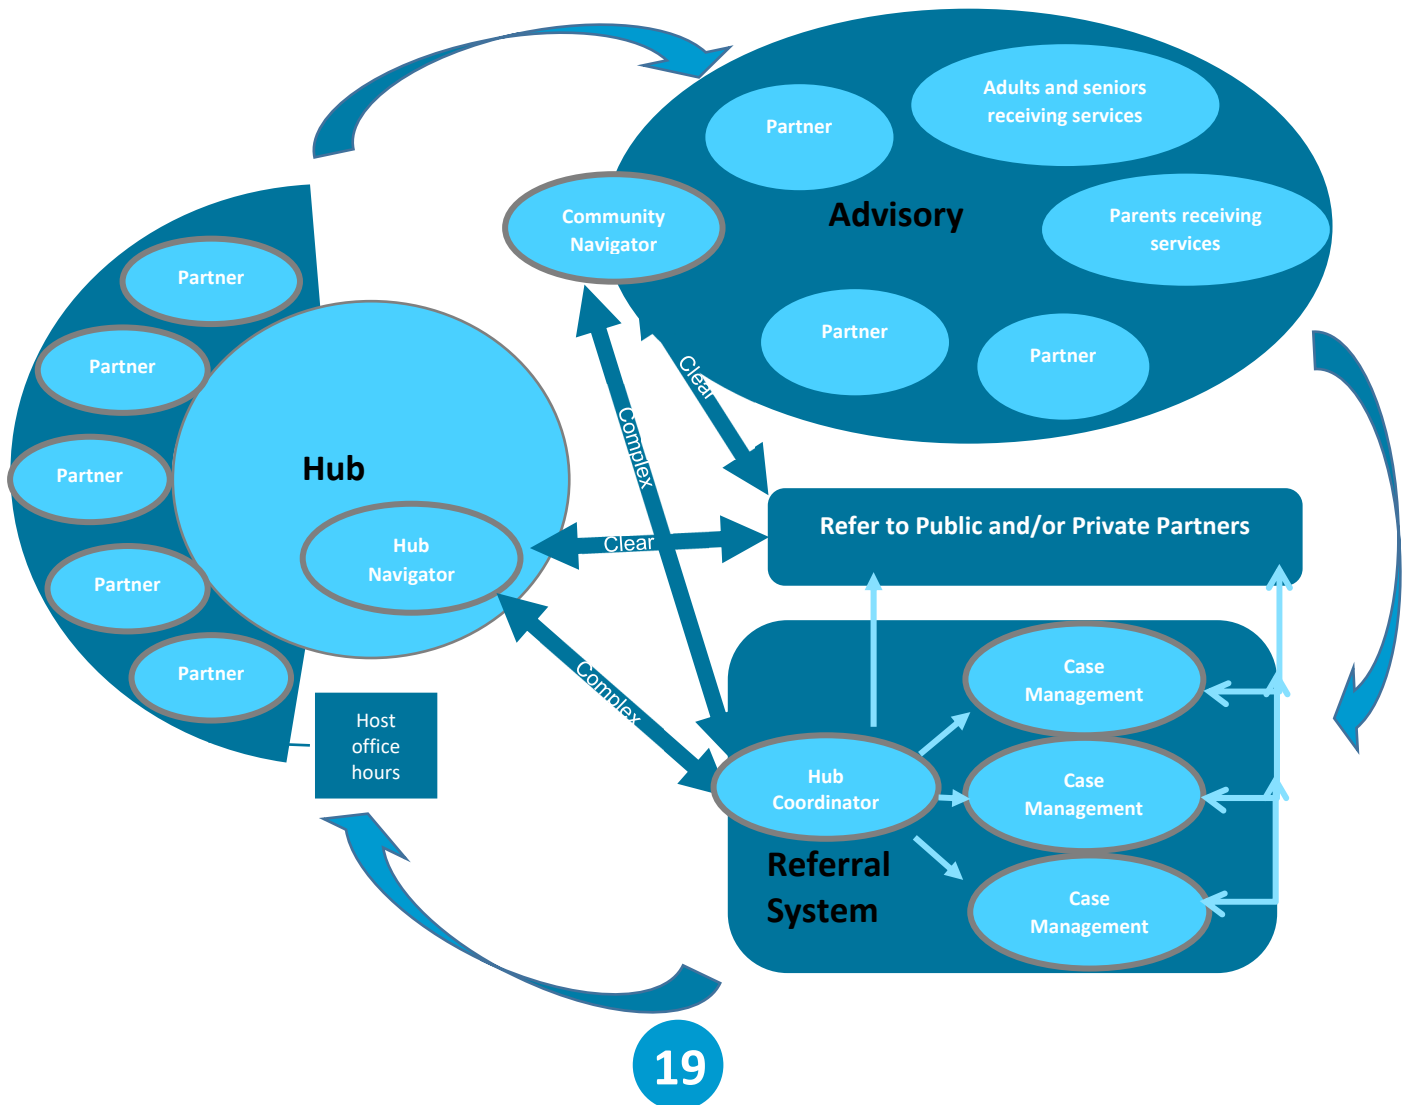 Adults and seniors
receiving services
Partner
Community
Navigator
Advisory
Parents receiving
services
Partner
Partner
Partner
Partner
Partner
Partner
Partner
Hub
Hub
Navigator
Clear
Complex
Clear
Complex
Refer to Public and/or Private Partners
Host
office
hours
Hub
Coordinator
Case
Management
Case
Management
Case
Management
Referral
System
19